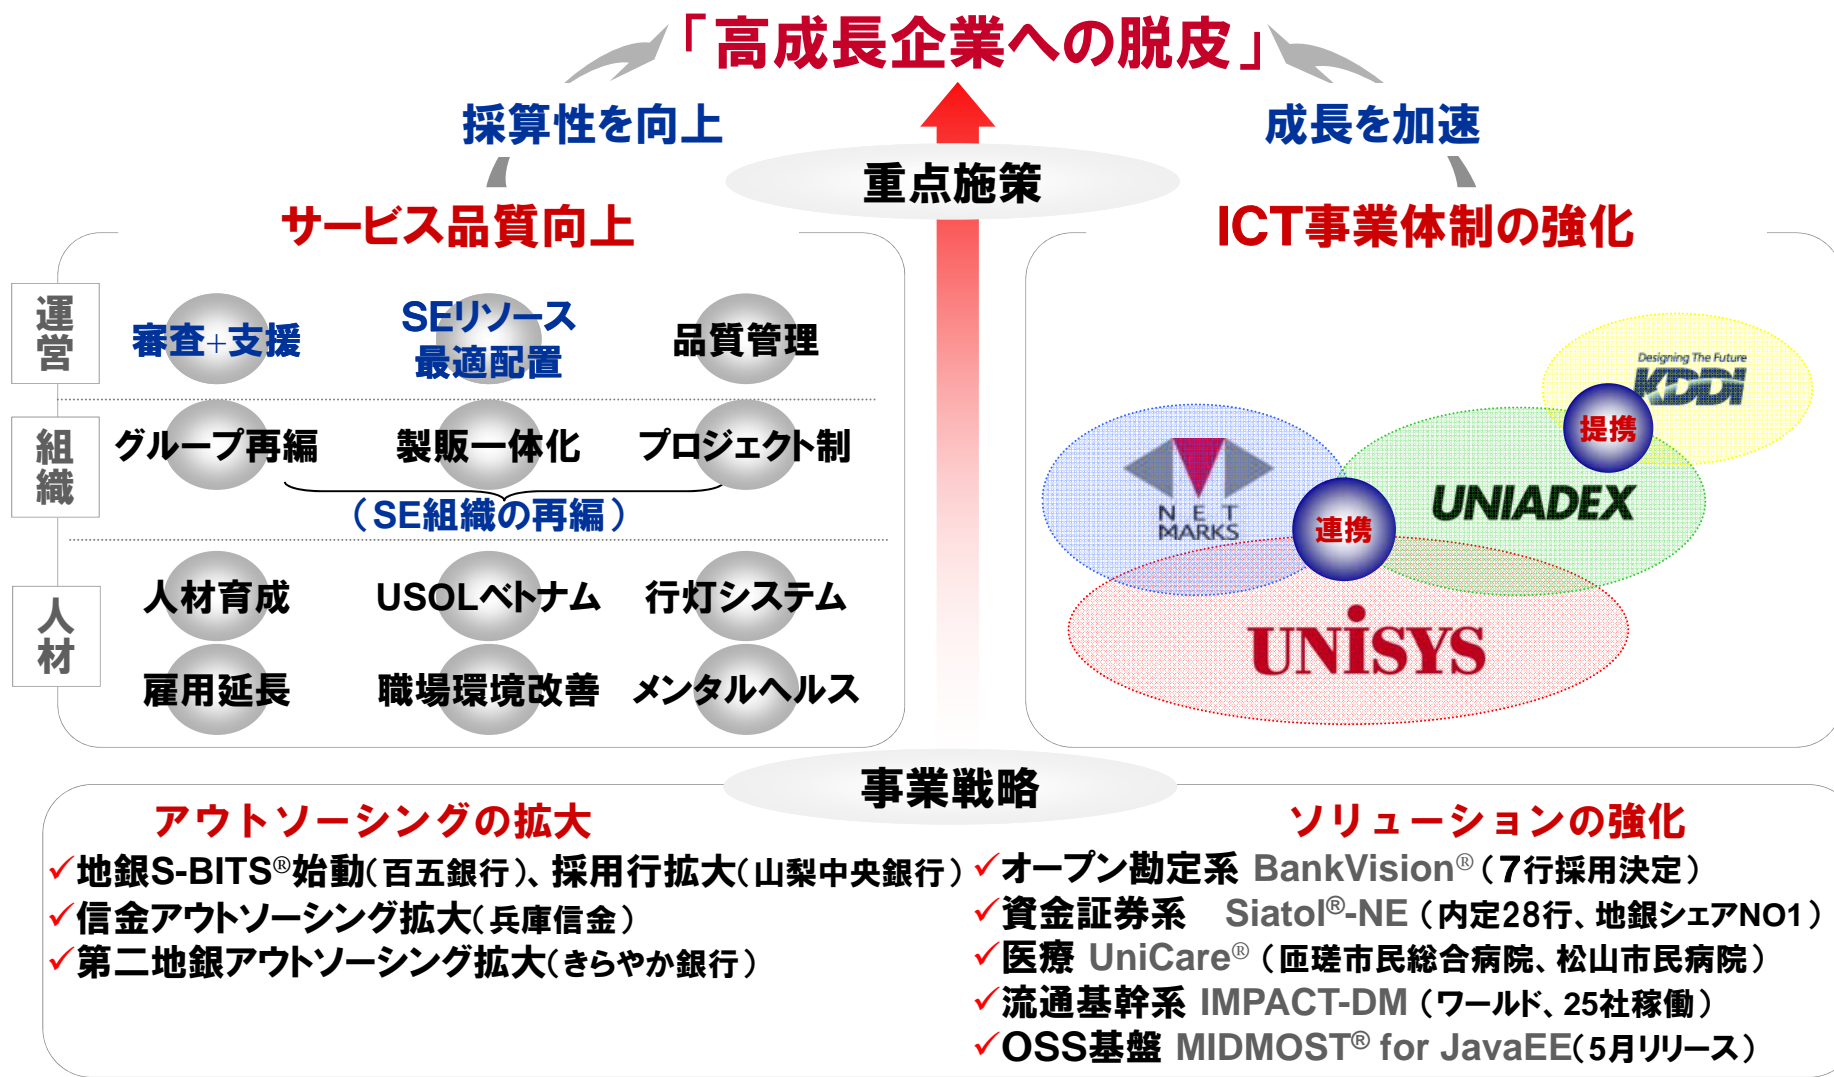 「高成長企業への脱皮」
採算性を向上
成長を加速
重点施策
サービス品質向上
運営
審査+支援
SEリソース
最適配置
品質管理
組織
グループ再編
製販一体化
プロジェクト制
（SE組織の再編）
人材
人材育成
USOLベトナム
行灯システム
雇用延長
職場環境改善
メンタルヘルス
ICT事業体制の強化
Designing The Future
KDDI
提携
NET
MARKS
UNIADEX
連携
UNISYS
事業戦略
アウトソーシングの拡大
✓地銀S-BITS®始動（百五銀行）、採用行拡大（山梨中央銀行）
✓信金アウトソーシング拡大（兵庫信金）
✓第二地銀アウトソーシング拡大（きらやか銀行）
ソリューションの強化
✓オープン勘定系 BankVision®（7行採用決定）
✓資金証券系 Siatol®-NE（内定28行、地銀シェアNO1）
✓医療 UniCare®（匝瑳市民総合病院、松山市民病院）
✓流通基幹系 IMPACT-DM（ワールド、25社稼働）
✓OSS基盤 MIDMOST® for JavaEE（5月リリース）